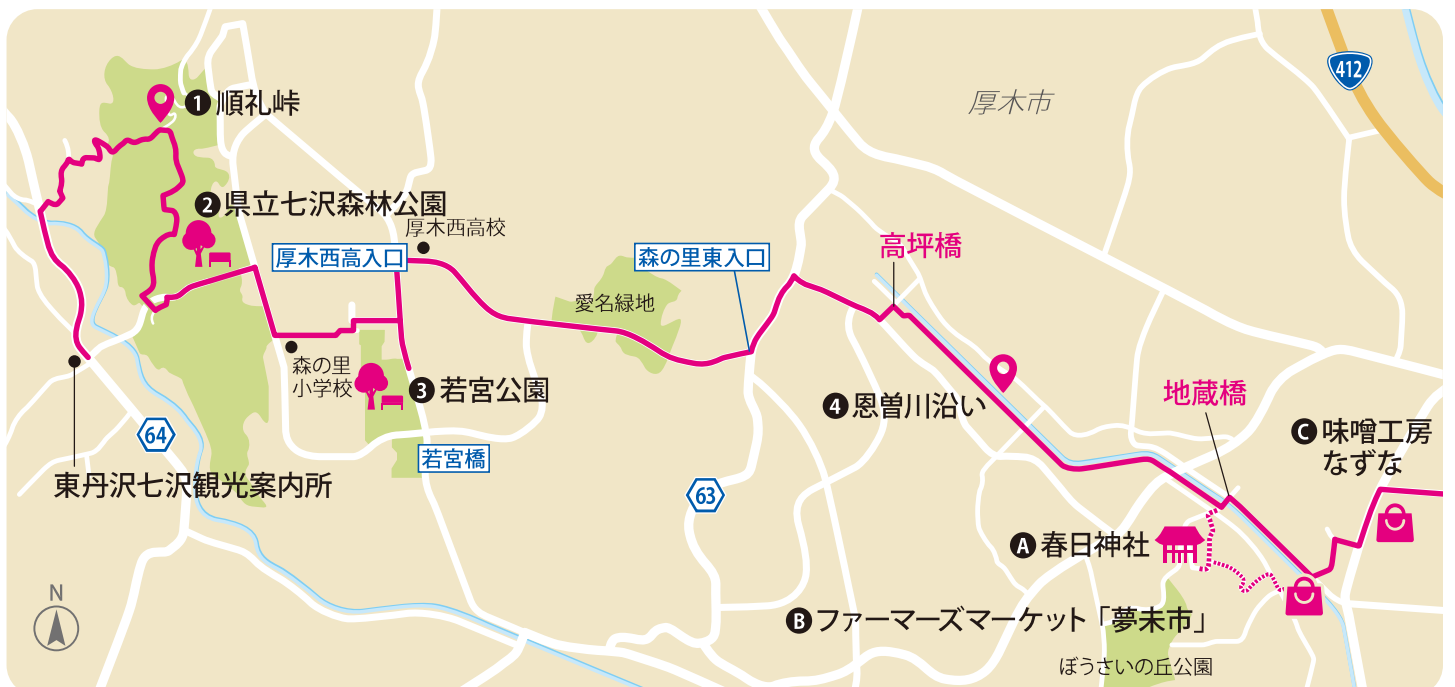 412
厚木市
❶順礼峠
❷県立七沢森林公園
厚木西高校
高坪橋
厚木西高入口
森の里東入口
愛名緑地
森の里
小学校
❸若宮公園
❹恩曽川沿い
地蔵橋
C味噌工房
なずな
64
若宮橋
東丹沢七沢観光案内所
63
A春日神社
N
Bファーマーズマーケット「夢未市」
ぼうさいの丘公園